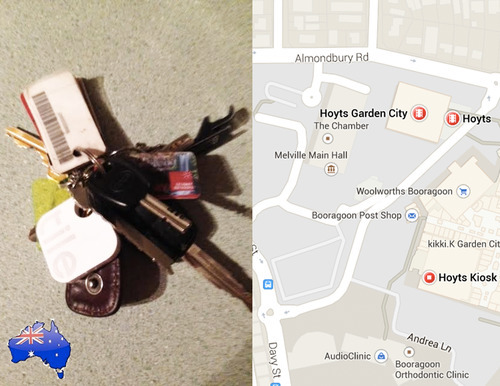 tile
Almondbury Rd
Hoyts Garden City
Hoyts
The Chamber
Melville Main Hall
Woolworths Booragoon
Booragoon Post Shop
kikki.K Garden Cit
Hoyts Kiosk
Andrea Ln
AudioClinic
Booragoon
Orthodontic Clinic
Davy St